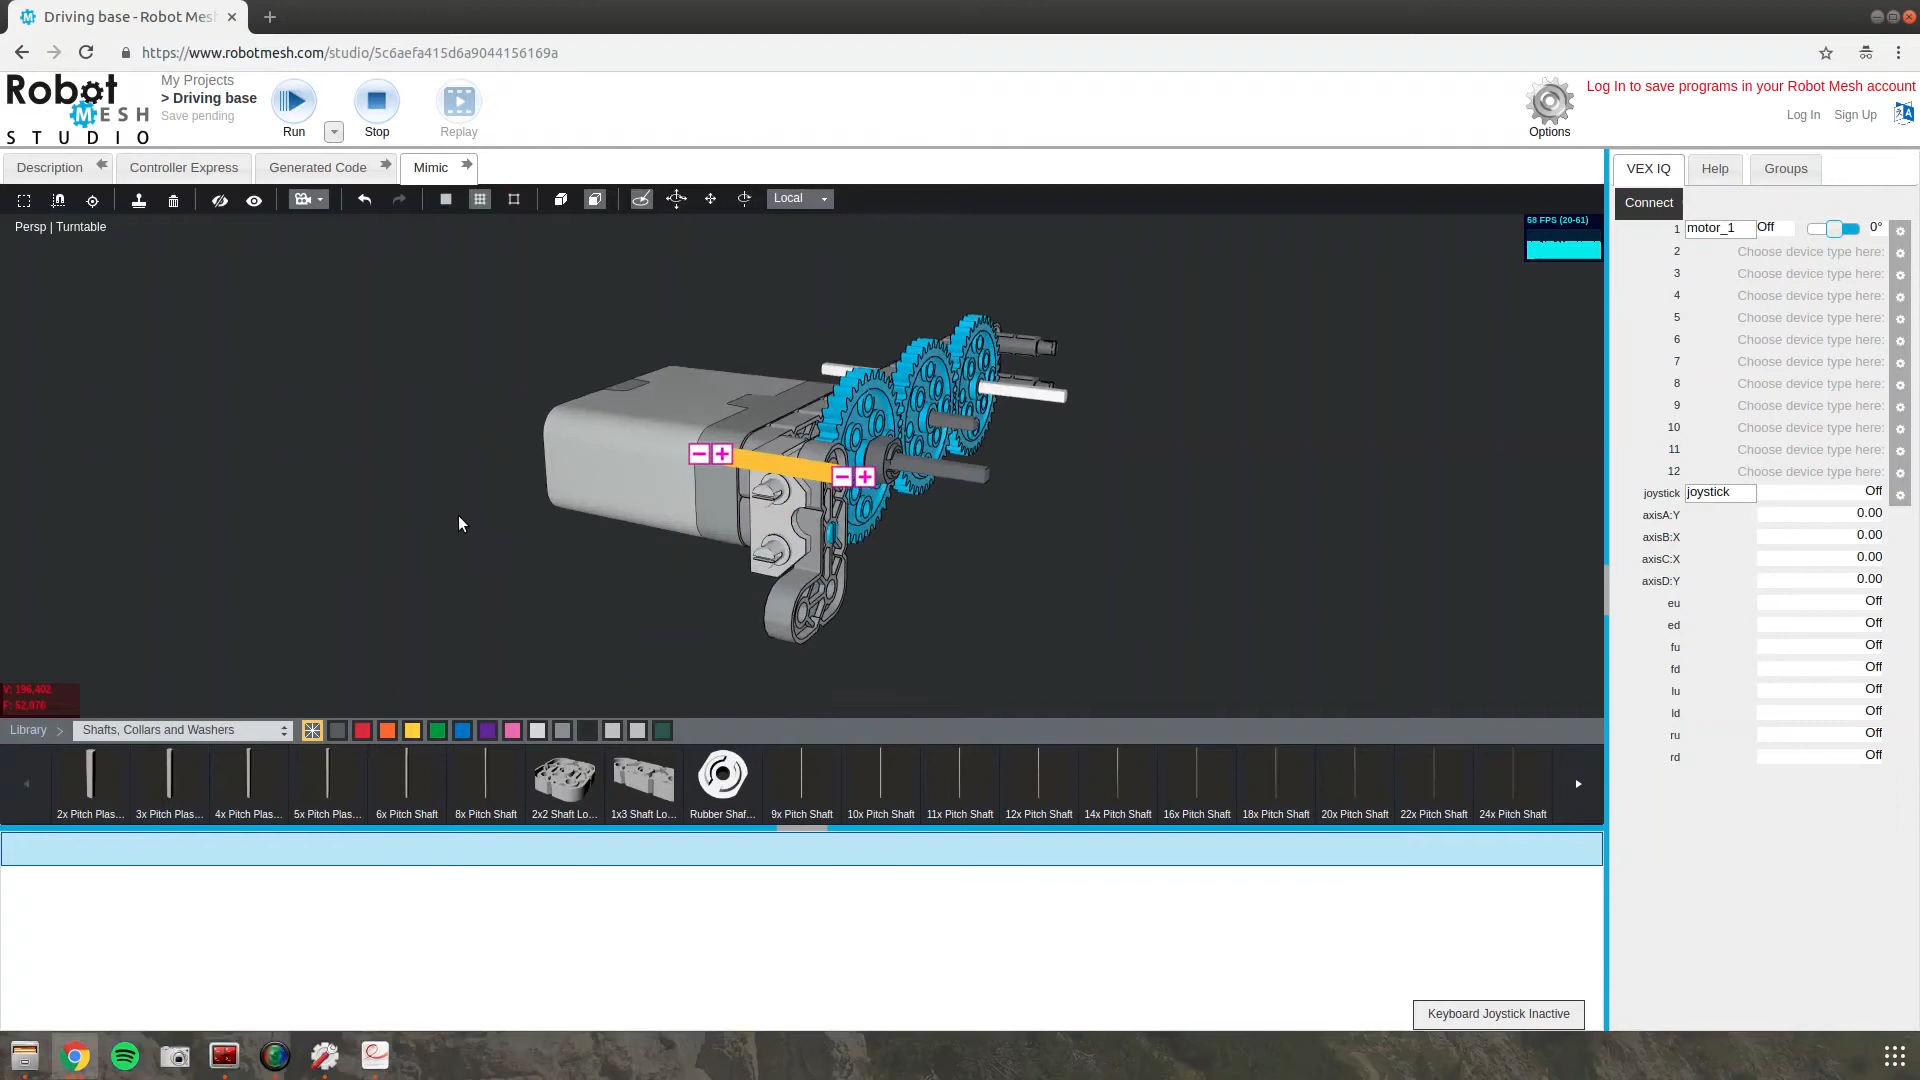 Driving base - Robot Mes
https://www.robotmesh.com/studio/5c6aefa415d6a9044156169a
Robot
MESH
STUDIO
My Projects
> Driving base
Save pending
Run
Stop
Replay
Options
Log In to save programs in your Robot Mesh account
Log In
Sign Up
Description
Controller Express
Generated Code
Mimic
VEX IQ
Help
Groups
Local
Connect
Persp | Turntable
58 FPS (20-61)
1 motor_1 Off 0°
2 Choose device type here:
3 Choose device type here:
4 Choose device type here:
5 Choose device type here:
6 Choose device type here:
7 Choose device type here:
8 Choose device type here:
9 Choose device type here:
10 Choose device type here:
11 Choose device type here:
12 Choose device type here:
joystick joystick Off
axisA:Y 0.00
axisB:X 0.00
axisC:X 0.00
axisD:Y 0.00
eu Off
ed Off
fu Off
fd Off
lu Off
ld Off
ru Off
rd Off
V: 196,402
F: 52,876
Library > Shafts, Collars and Washers
2x Pitch Plas...
3x Pitch Plas...
4x Pitch Plas...
5x Pitch Plas...
6x Pitch Shaft
8x Pitch Shaft
2x2 Shaft Lo...
1x3 Shaft Lo...
Rubber Shaf...
9x Pitch Shaft
10x Pitch Shaft
11x Pitch Shaft
12x Pitch Shaft
14x Pitch Shaft
16x Pitch Shaft
18x Pitch Shaft
20x Pitch Shaft
22x Pitch Shaft
24x Pitch Shaft
Keyboard Joystick Inactive